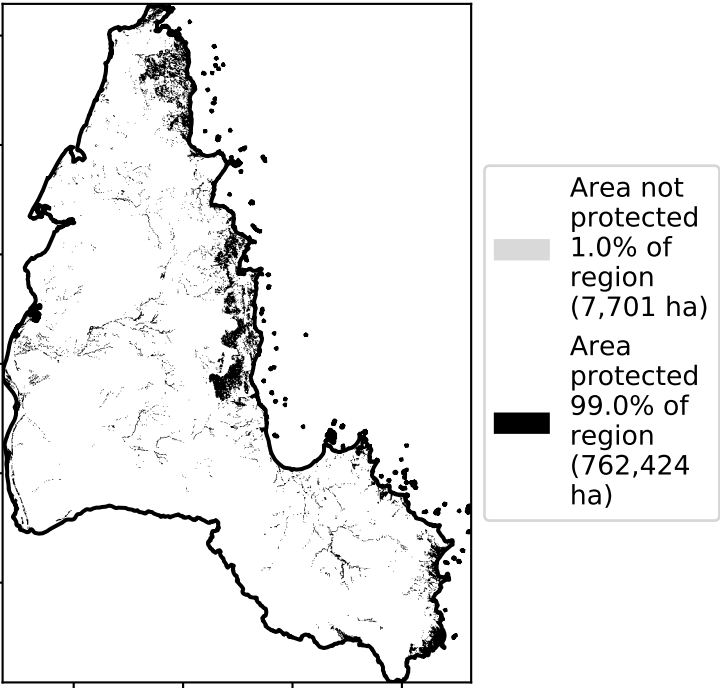 Area not
protected
1.0% of
region
(7,701 ha)
Area
protected
99.0% of
region
(762,424
ha)